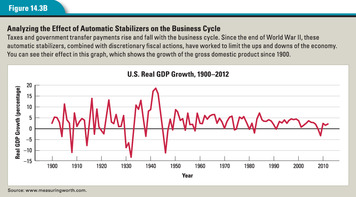 Figure 14.3B
Analyzing the Effect of Automatic Stabilizers on the Business Cycle
Taxes and government transfer payments rise and fall with the business cycle. Since the end of World War II, these
automatic stabilizers, combined with discretionary fiscal actions, have worked to limit the ups and downs of the economy.
You can see their effect in this graph, which shows the growth of the gross domestic product since 1900.
U.S. Real GDP Growth, 1900–2012
Real GDP Growth (percentage)
20
15
10
5
0
−5
−10
−15
1900 1910 1920 1930 1940 1950 1960 1970 1980 1990 2000 2010
Year
Source: www.measuringworth.com.